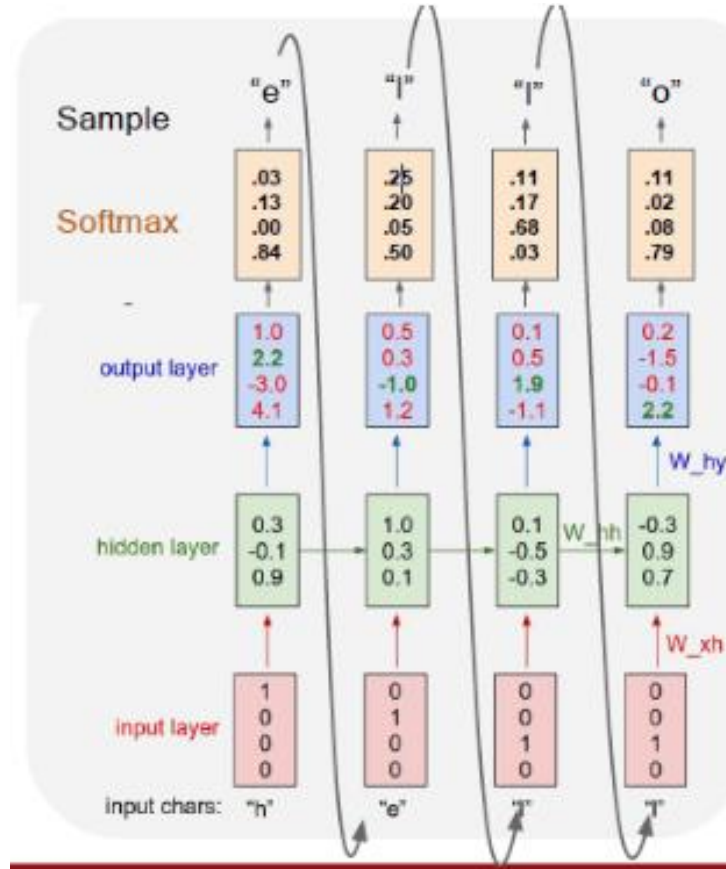 "e" "l" "l" "o"
Sample
.03 .25 .11 .11
.13 .20 .17 .02
Softmax
.00 .05 .68 .08
.84 .50 .03 .79
1.0 0.5 0.1 0.2
2.2 0.3 0.5 -1.5
output layer
-3.0 -1.0 1.9 -0.1
4.1 1.2 -1.1 2.2
W_hy
0.3 1.0 0.1 -0.3
W_hh
hidden layer
-0.1 0.3 -0.5 0.9
0.9 0.1 -0.3 0.7
W_xh
1 0 0 0
0 1 0 0
input layer
0 0 1 1
0 0 0 0
input chars: "h" "e" "l" "l"